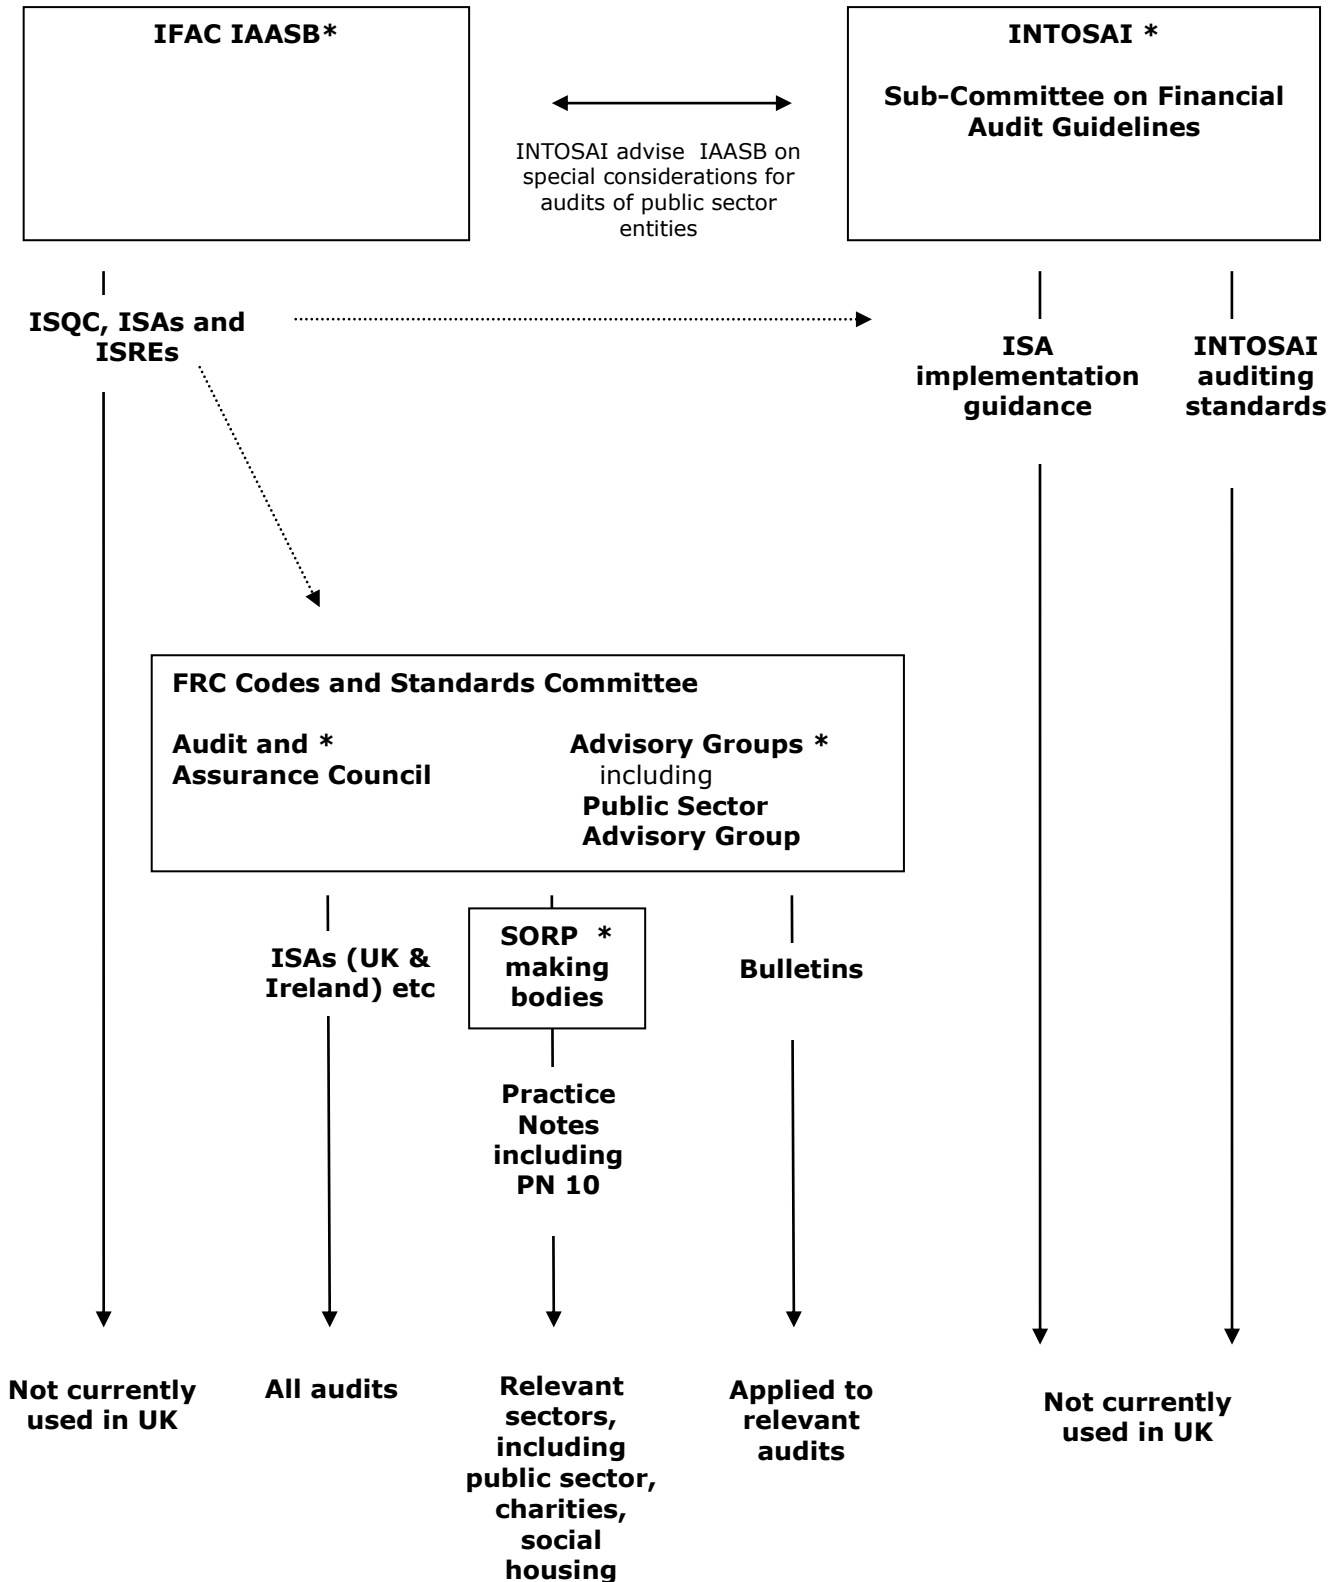 IFAC IAASB*
INTOSAI *
Sub-Committee on Financial
Audit Guidelines
INTOSAI advise IAASB on
special considerations for
audits of public sector
entities
ISQC, ISAs and
ISREs
ISA
implementation
guidance
INTOSAI
auditing
standards
FRC Codes and Standards Committee
Audit and *
Assurance Council
Advisory Groups *
including
Public Sector
Advisory Group
ISAs (UK &
Ireland) etc
SORP *
making
bodies
Bulletins
Practice
Notes
including
PN 10
Not currently
used in UK
All audits
Relevant
sectors,
including
public sector,
charities,
social
housing
Applied to
relevant
audits
Not currently
used in UK